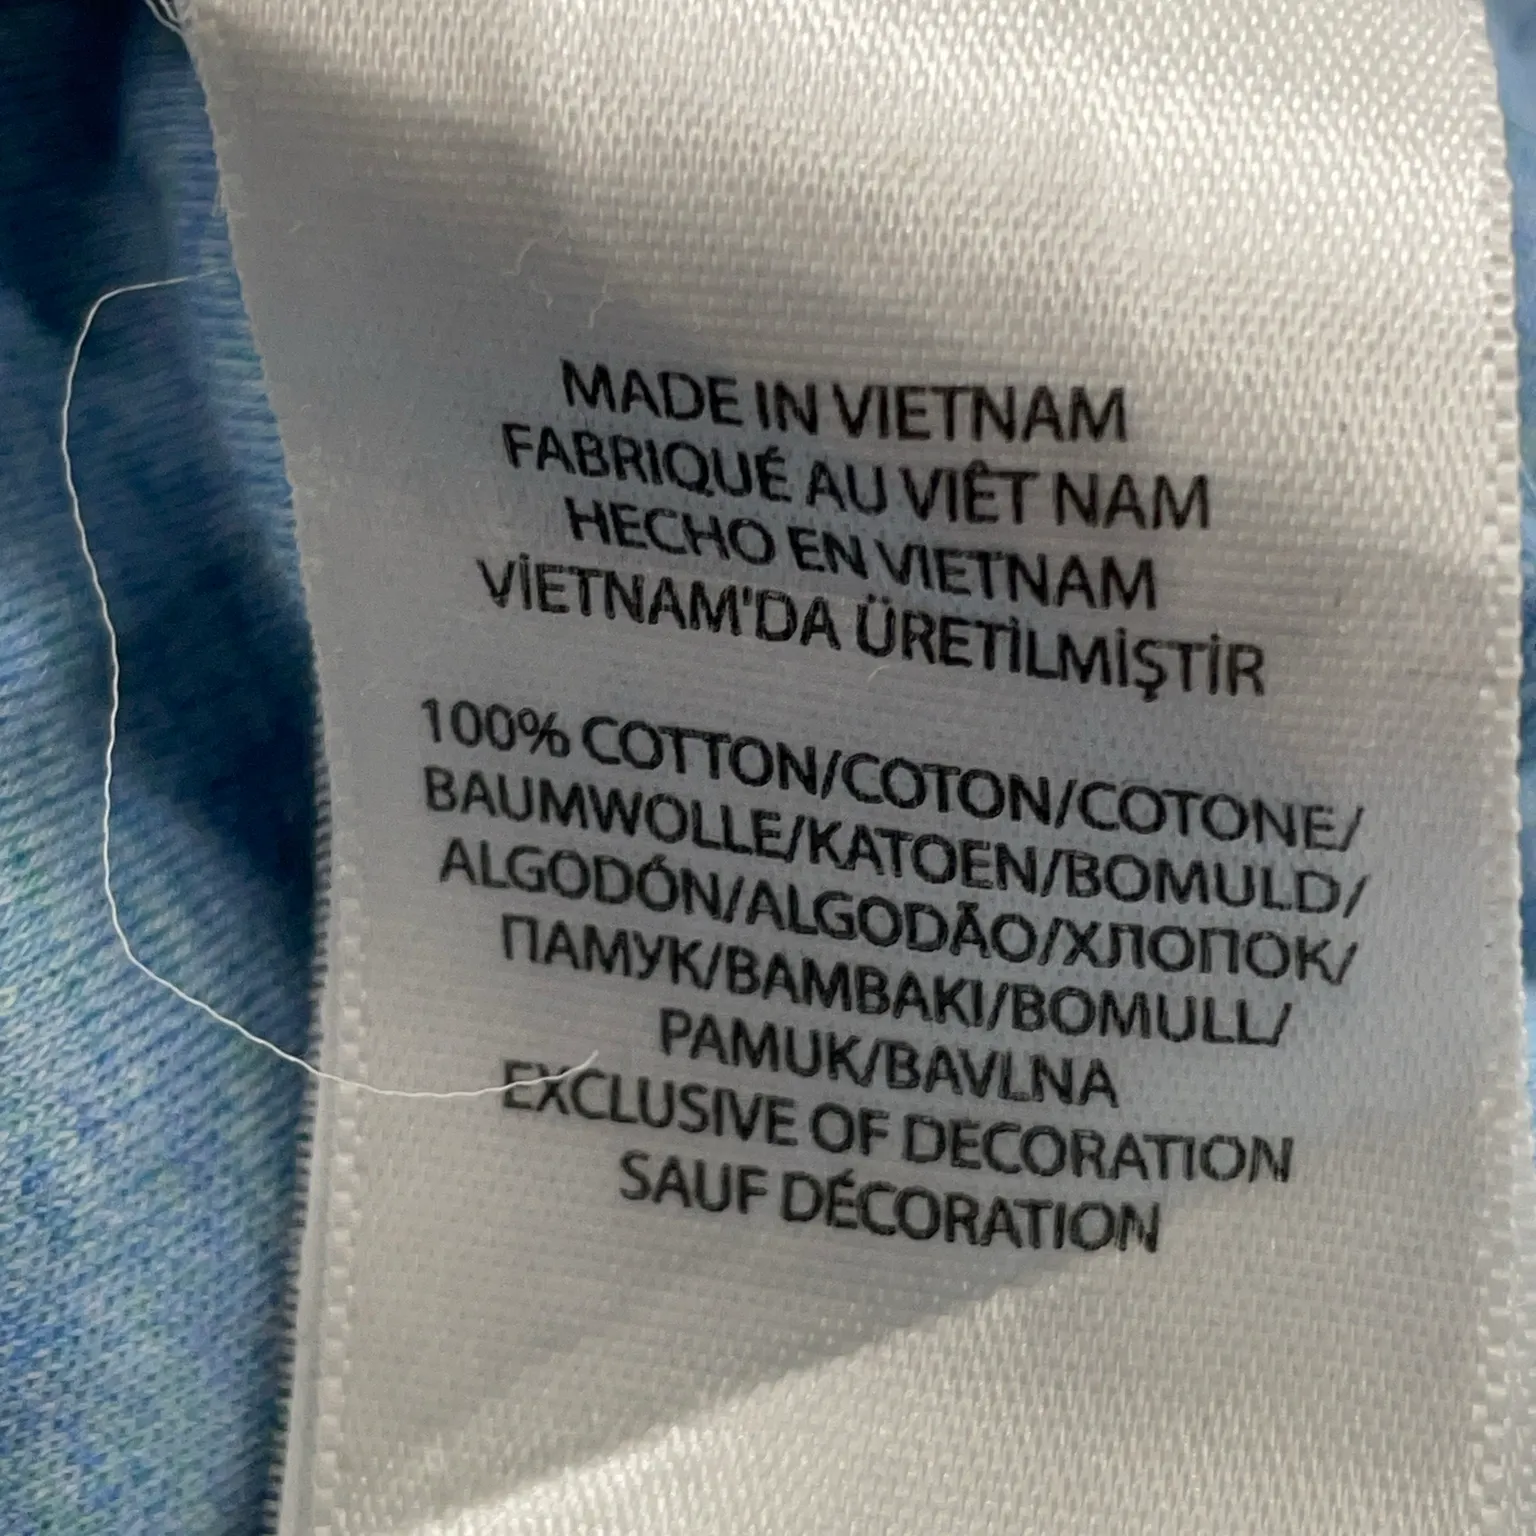 MADE IN VIETNAM
FABRIQUÉ AU VIÊT NAM
HECHO EN VIETNAM
VİETNAM'DA ÜRETİLMİŞTİR
100% COTTON/COTON/COTONE/
BAUMWOLLE/KATOEN/BOMULD/
ALGODÓN/ALGODÃO/ХЛОПОК/
ПАМУК/BAMBAKI/BOMULL/
PAMUK/BAVLNA
EXCLUSIVE OF DECORATION
SAUF DÉCORATION